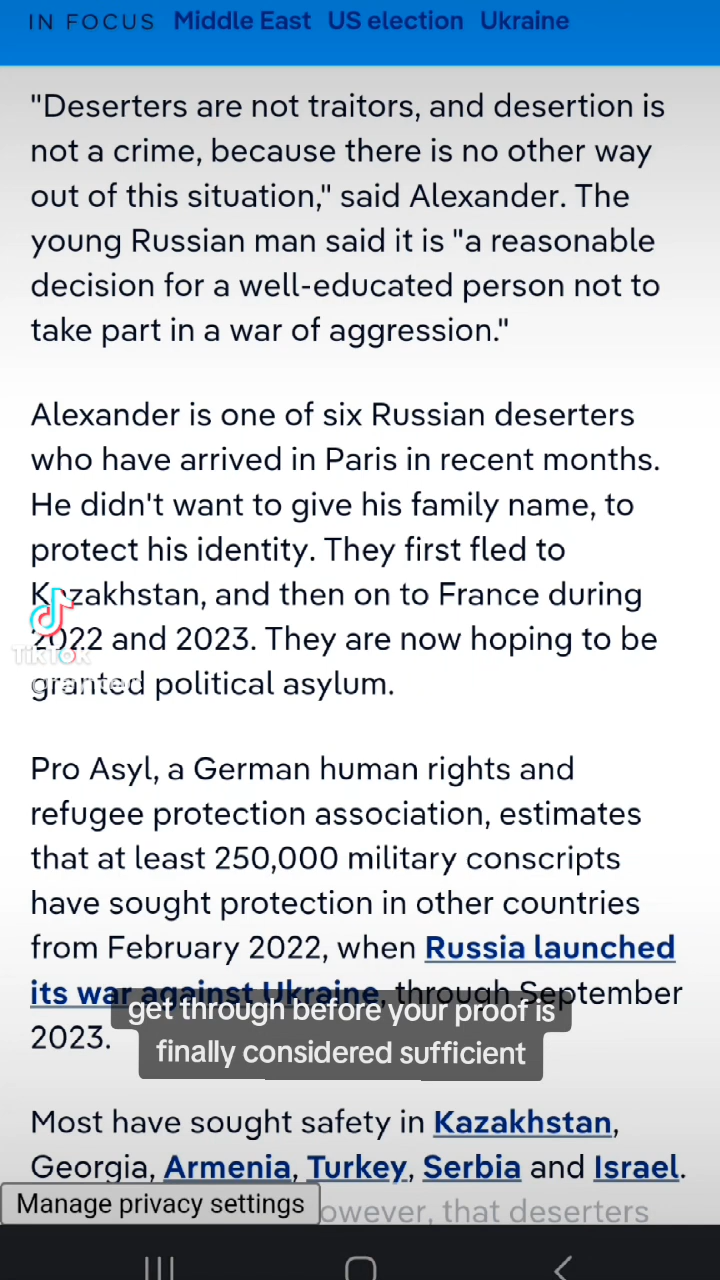 IN FOCUS Middle East US election Ukraine
"Deserters are not traitors, and desertion is
not a crime, because there is no other way
out of this situation," said Alexander. The
young Russian man said it is "a reasonable
decision for a well-educated person not to
take part in a war of aggression."
Alexander is one of six Russian deserters
who have arrived in Paris in recent months.
He didn't want to give his family name, to
protect his identity. They first fled to
Kazakhstan, and then on to France during
2022 and 2023. They are now hoping to be
TikTok
granted political asylum.
Pro Asyl, a German human rights and
refugee protection association, estimates
that at least 250,000 military conscripts
have sought protection in other countries
from February 2022, when Russia launched
its war against Ukraine, through September
get through before your proof is
2023.
finally considered sufficient
Most have sought safety in Kazakhstan,
Georgia, Armenia, Turkey, Serbia and Israel.
Manage privacy settings
owever, that deserters